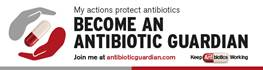 My actions protect antibiotics
BECOME AN
ANTIBIOTIC GUARDIAN
Join me at antibioticguardian.com Keep Antibiotics Working